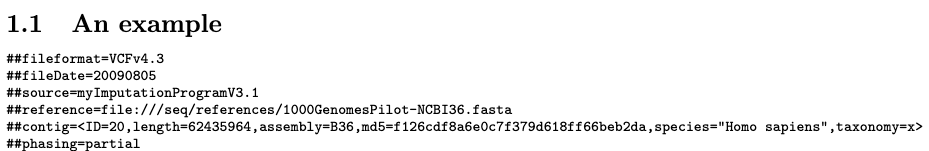 1.1 An example
##fileformat=VCFv4.3
##fileDate=20090805
##source=myImputationProgramV3.1
##reference=file:///seq/references/1000GenomesPilot-NCBI36.fasta
##contig=<ID=20,length=62435964,assembly=B36,md5=f126cdf8a6e0c7f379d618ff66beb2da,species="Homo sapiens",taxonomy=x>
##phasing=partial